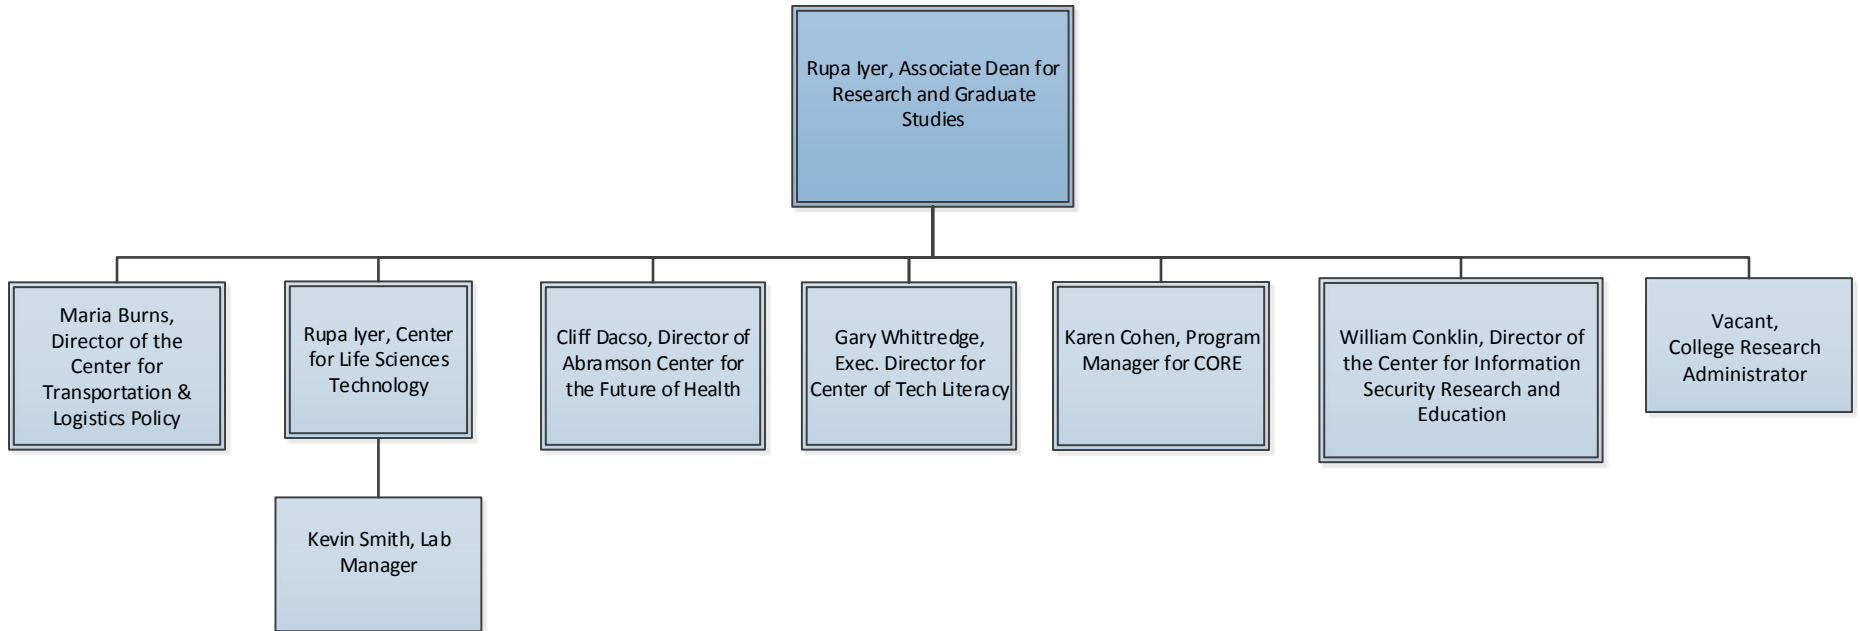 Rupa Iyer, Associate Dean for
Research and Graduate
Studies
Maria Burns,
Director of the
Center for
Transportation &
Logistics Policy
Rupa Iyer, Center
for Life Sciences
Technology
Cliff Dacso, Director of
Abramson Center for
the Future of Health
Gary Whittredge,
Exec. Director for
Center of Tech Literacy
Karen Cohen, Program
Manager for CORE
William Conklin, Director of
the Center for Information
Security Research and
Education
Vacant,
College Research
Administrator
Kevin Smith, Lab
Manager